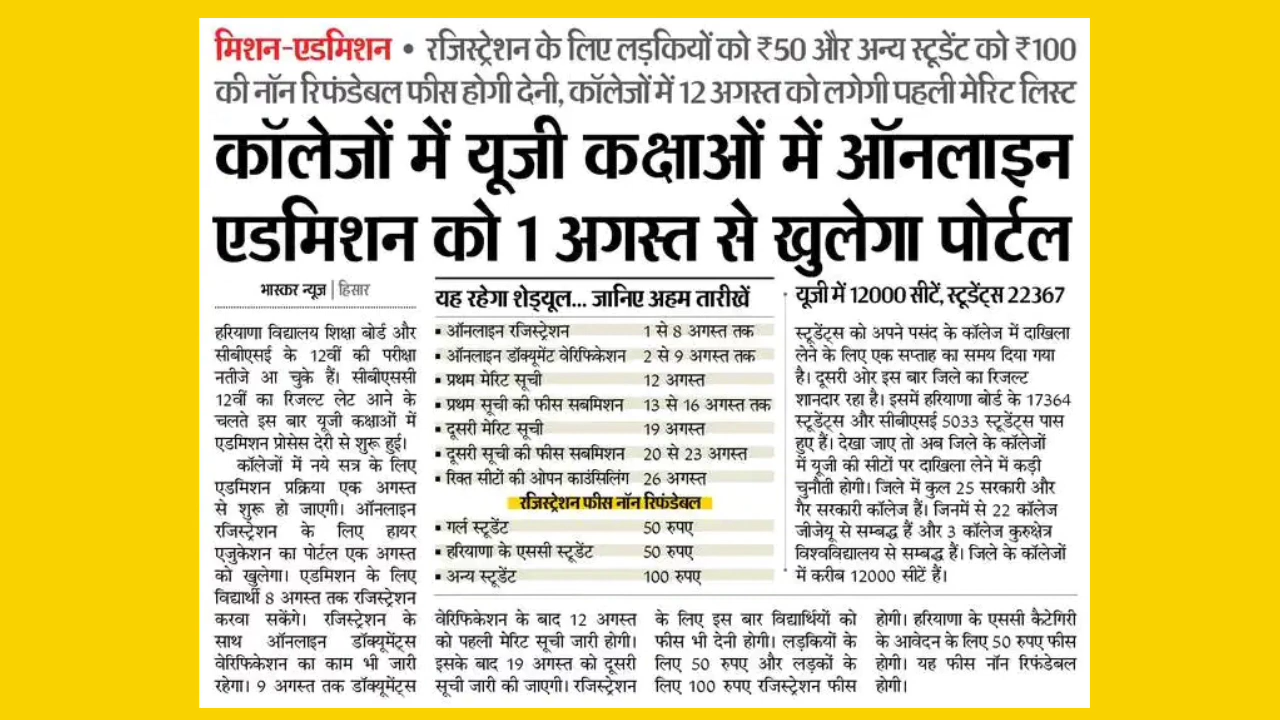 मिशन-एडमिशन • रजिस्ट्रेशन के लिए लड़कियों को ₹50 और अन्य स्टूडेंट को ₹100
की नॉन रिफंडेबल फीस होगी देनी, कॉलेजों में 12 अगस्त को लगेगी पहली मेरिट लिस्ट
कॉलेजों में यूजी कक्षाओं में ऑनलाइन
एडमिशन को 1 अगस्त से खुलेगा पोर्टल
भास्कर न्यूज | हिसार
हरियाणा विद्यालय शिक्षा बोर्ड और
सीबीएसई के 12वीं की परीक्षा
नतीजे आ चुके हैं। सीबीएससी
12वीं का रिजल्ट लेट आने के
चलते इस बार यूजी कक्षाओं में
एडमिशन प्रोसेस देरी से शुरू हुई।
कॉलेजों में नये सत्र के लिए
एडमिशन प्रक्रिया एक अगस्त
से शुरू हो जाएगी। ऑनलाइन
रजिस्ट्रेशन के लिए हायर
एजुकेशन का पोर्टल एक अगस्त
को खुलेगा। एडमिशन के लिए
विद्यार्थी 8 अगस्त तक रजिस्ट्रेशन
करवा सकेंगे। रजिस्ट्रेशन के
साथ ऑनलाइन डॉक्यूमेंट्स
वेरिफिकेशन का काम भी जारी
रहेगा। 9 अगस्त तक डॉक्यूमेंट्स
यह रहेगा शेड्यूल... जानिए अहम तारीखें
▪ ऑनलाइन रजिस्ट्रेशन 1 से 8 अगस्त तक
▪ ऑनलाइन डॉक्यूमेंट वेरिफिकेशन 2 से 9 अगस्त तक
▪ प्रथम मेरिट सूची 12 अगस्त
▪ प्रथम सूची की फीस सबमिशन 13 से 16 अगस्त तक
▪ दूसरी मेरिट सूची 19 अगस्त
▪ दूसरी सूची की फीस सबमिशन 20 से 23 अगस्त
▪ रिक्त सीटों की ओपन काउंसिलिंग 26 अगस्त
रजिस्ट्रेशन फीस नॉन रिफंडेबल
▪ गर्ल स्टूडेंट 50 रुपए
▪ हरियाणा के एससी स्टूडेंट 50 रुपए
▪ अन्य स्टूडेंट 100 रुपए
यूजी में 12000 सीटें, स्टूडेंट्स 22367
स्टूडेंट्स को अपने पसंद के कॉलेज में दाखिला
लेने के लिए एक सप्ताह का समय दिया गया
है। दूसरी ओर इस बार जिले का रिजल्ट
शानदार रहा है। इसमें हरियाणा बोर्ड के 17364
स्टूडेंट्स और सीबीएसई 5033 स्टूडेंट्स पास
हुए हैं। देखा जाए तो अब जिले के कॉलेजों
में यूजी की सीटों पर दाखिला लेने में कड़ी
चुनौती होगी। जिले में कुल 25 सरकारी और
गैर सरकारी कॉलेज हैं। जिनमें से 22 कॉलेज
जीजेयू से सम्बद्ध हैं और 3 कॉलेज कुरुक्षेत्र
विश्वविद्यालय से सम्बद्ध हैं। जिले के कॉलेजों
में करीब 12000 सीटें हैं।
वेरिफिकेशन के बाद 12 अगस्त
को पहली मेरिट सूची जारी होगी।
इसके बाद 19 अगस्त को दूसरी
सूची जारी की जाएगी। रजिस्ट्रेशन
के लिए इस बार विद्यार्थियों को
फीस भी देनी होगी। लड़कियों के
लिए 50 रुपए और लड़कों के
लिए 100 रुपए रजिस्ट्रेशन फीस
होगी। हरियाणा के एससी कैटेगिरी
के आवेदन के लिए 50 रुपए फीस
होगी। यह फीस नॉन रिफंडेबल
होगी।